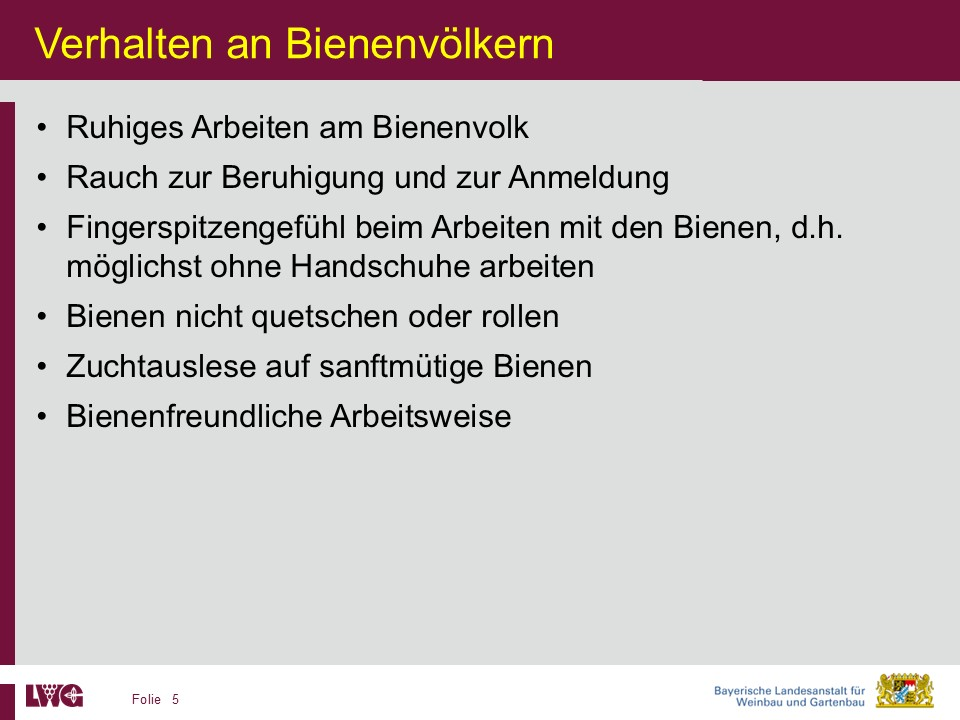 Verhalten an Bienenvölkern
• Ruhiges Arbeiten am Bienenvolk
• Rauch zur Beruhigung und zur Anmeldung
• Fingerspitzengefühl beim Arbeiten mit den Bienen, d.h.
möglichst ohne Handschuhe arbeiten
• Bienen nicht quetschen oder rollen
• Zuchtauslese auf sanftmütige Bienen
• Bienenfreundliche Arbeitsweise
LWG
Folie 5
Bayerische Landesanstalt für
Weinbau und Gartenbau